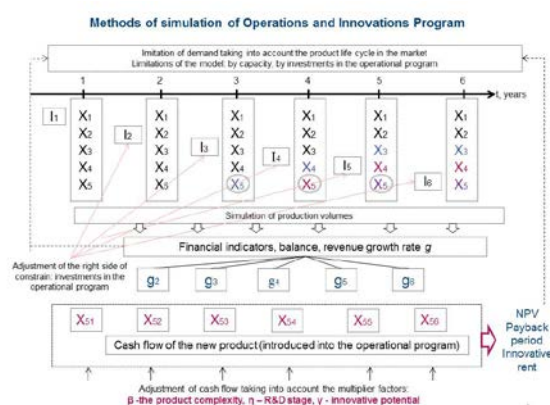 Methods of simulation of Operations and Innovations Program
Imitation of demand taking into account the product life cycle in the market
Limitations of the model: by capacity, by investments in the operational program
1 2 3 4 5 6
t, years
I1 I2 I3 I4 I5 I6
X1 X1 X1 X1 X1 X1
X2 X2 X2 X2 X2 X2
X3 X3 X3 X3 X3 X3
X4 X4 X4 X4 X4 X4
X5 X5 X5 X5 X5 X5
Simulation of production volumes
Financial indicators, balance, revenue growth rate g
Adjustment of the right side of
constrain: investments in the
operational program
g2 g3 g4 g5 g6
X51 X52 X53 X54 X55 X56
Cash flow of the new product (introduced into the operational program)
NPV
Payback
period
Innovative
rent
Adjustment of cash flow taking into account the multiplier factors:
β -the product complexity, η – R&D stage, γ - innovative potential